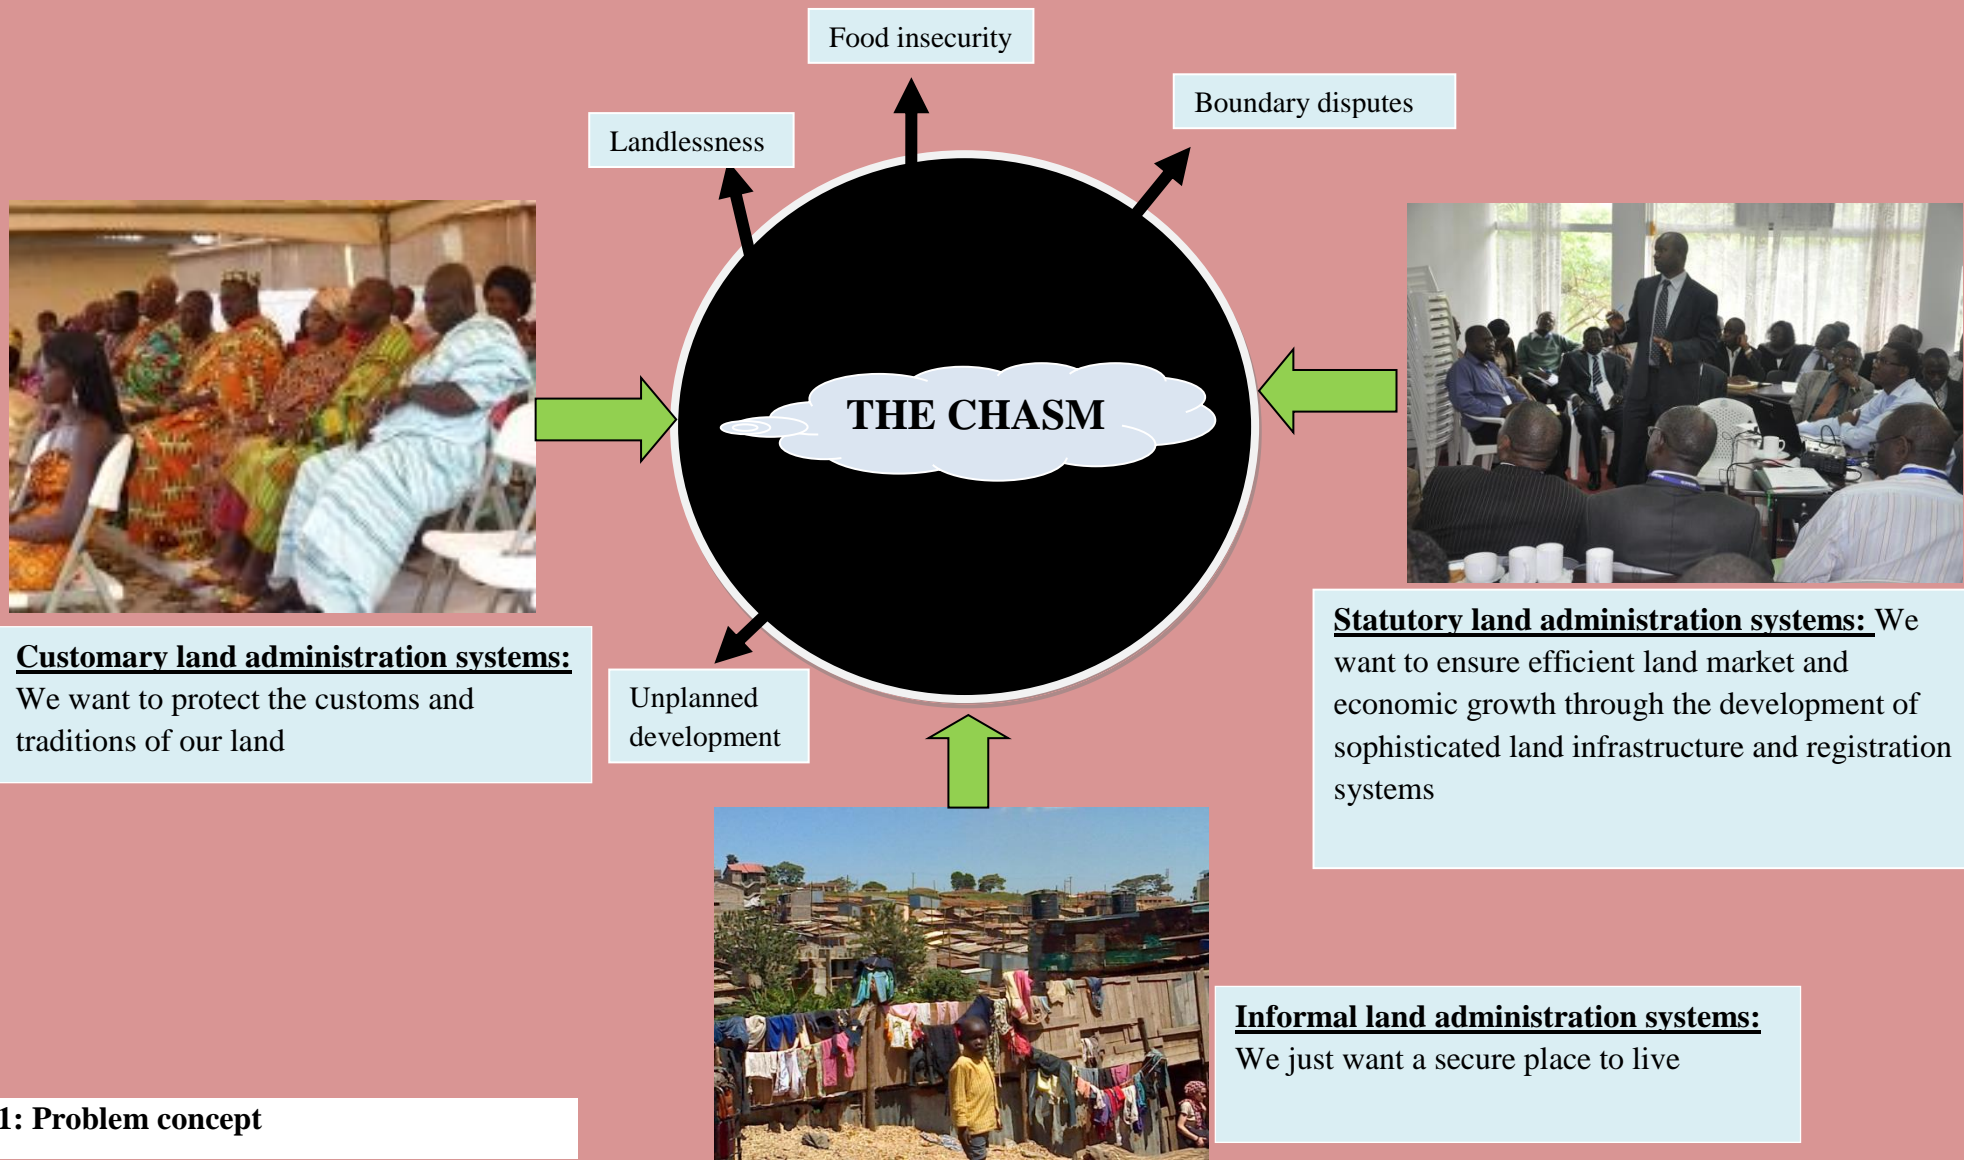 Food insecurity
Boundary disputes
Landlessness
THE CHASM
Customary land administration systems:
We want to protect the customs and
traditions of our land
Unplanned
development
Statutory land administration systems: We
want to ensure efficient land market and
economic growth through the development of
sophisticated land infrastructure and registration
systems
Informal land administration systems:
We just want a secure place to live
1: Problem concept